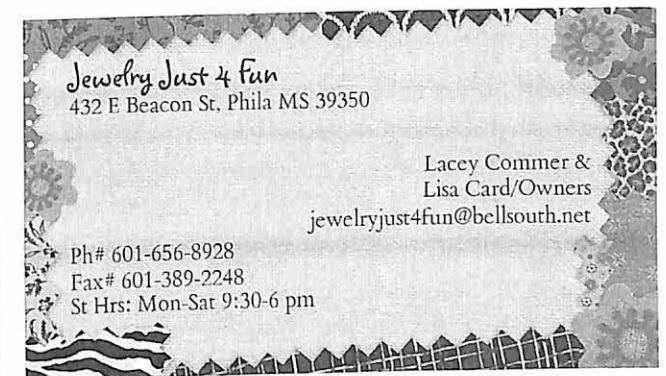 Jewelry Just 4 Fun
432 E Beacon St, Phila MS 39350
Lacey Commer &
Lisa Card/Owners
jewelryjust4fun@bellsouth.net
Ph# 601-656-8928
Fax# 601-389-2248
St Hrs: Mon-Sat 9:30-6 pm